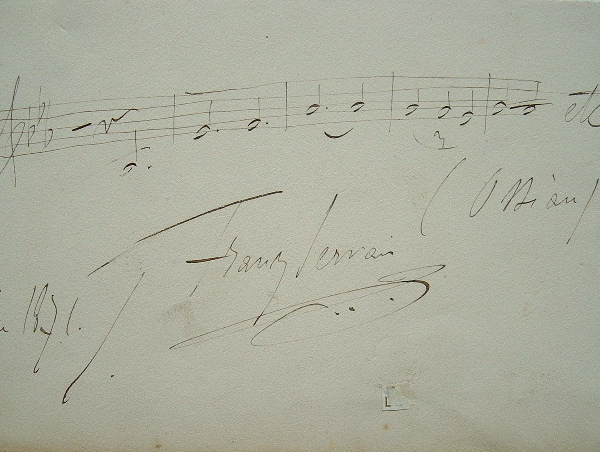 etc
(Ossian)
Franz Servais
1871.
L